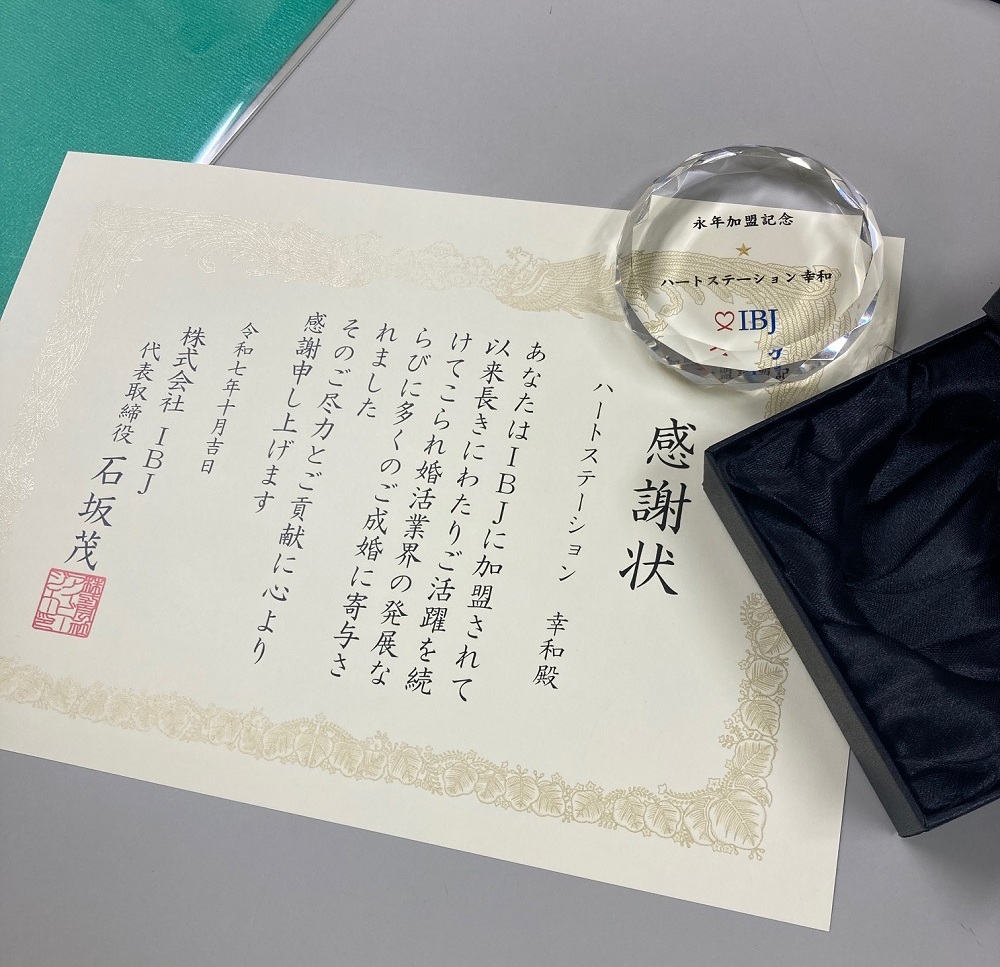 感謝状
ハートステーション 幸和殿
あなたはIBJに加盟されて
以来長きにわたりご活躍を続
けてこられ婚活業界の発展な
らびに多くのご成婚に寄与さ
れました
そのご尽力とご貢献に心より
感謝申し上げます
令和七年十月吉日
株式会社 IBJ
代表取締役 石坂茂
永年加盟記念
ハートステーション幸和
IBJ